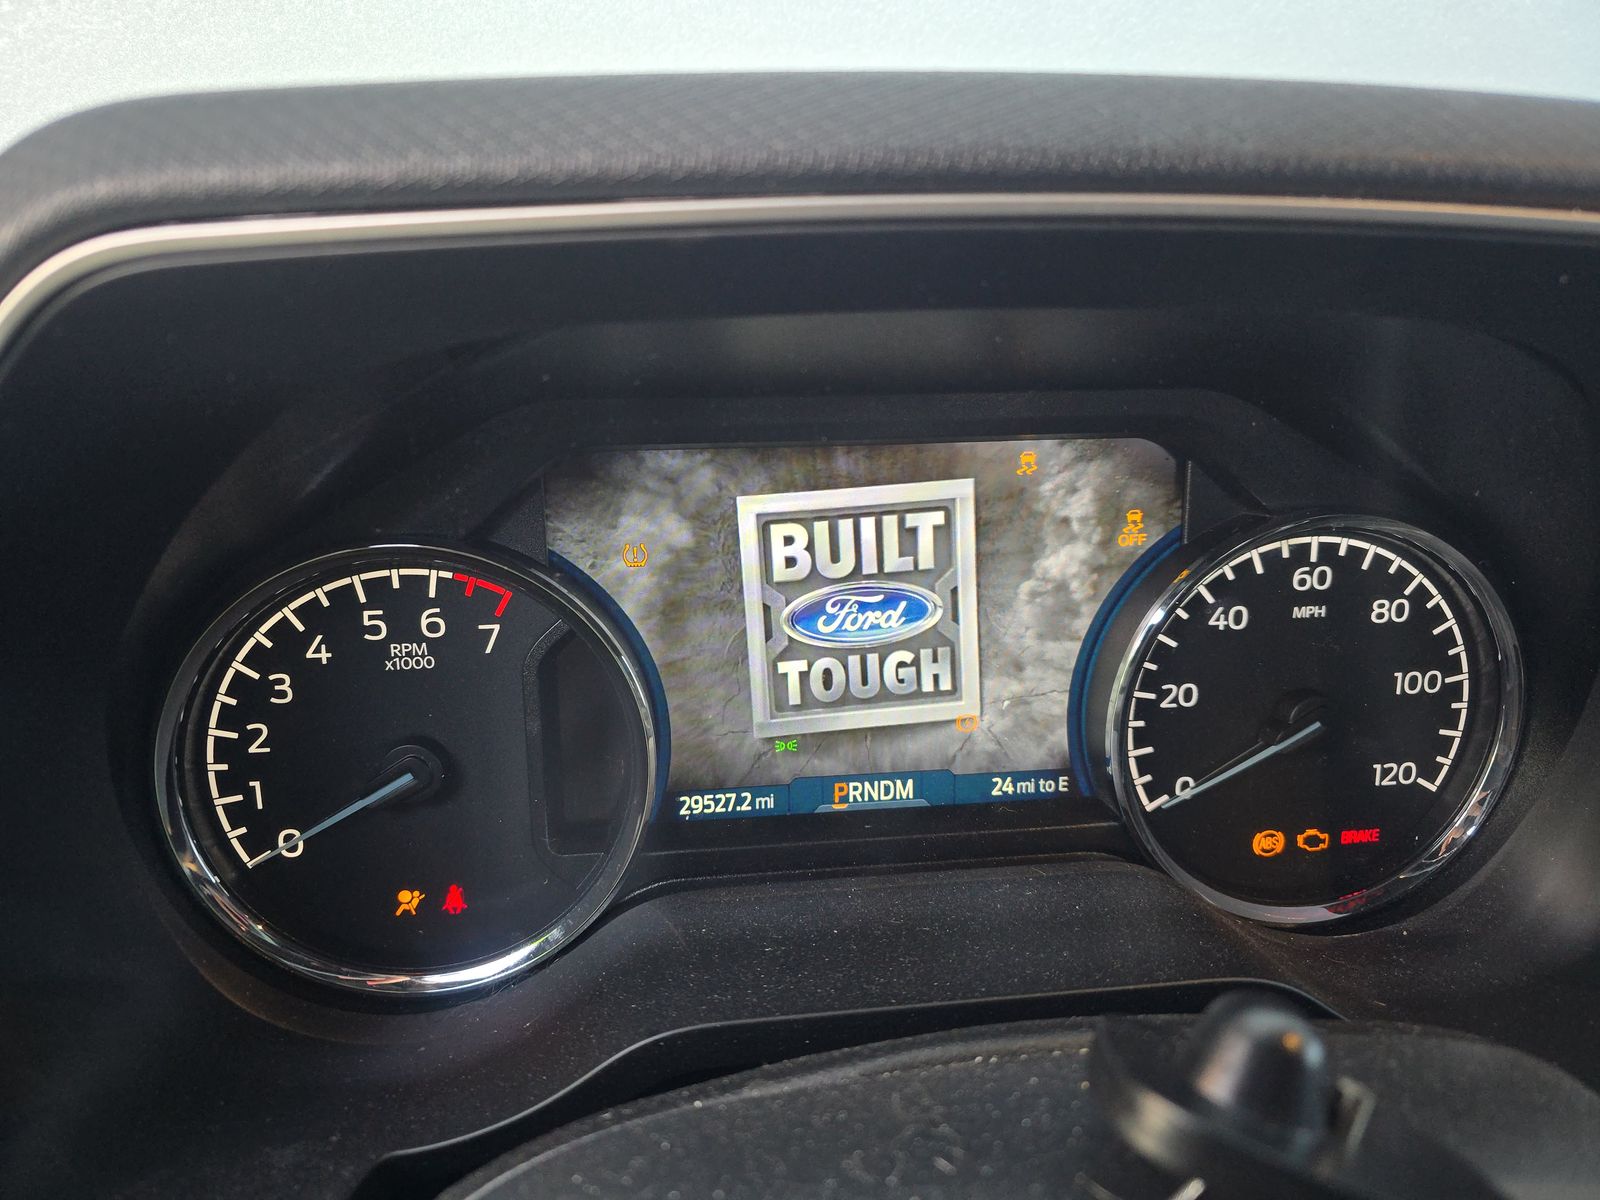 BUILT
Ford
TOUGH
OFF
0
1
2
3
4
5
6
7
RPM
x1000
0
20
40
60
80
100
120
MPH
29527.2 mi
PRNDM
24 mi to E
ABS
BRAKE